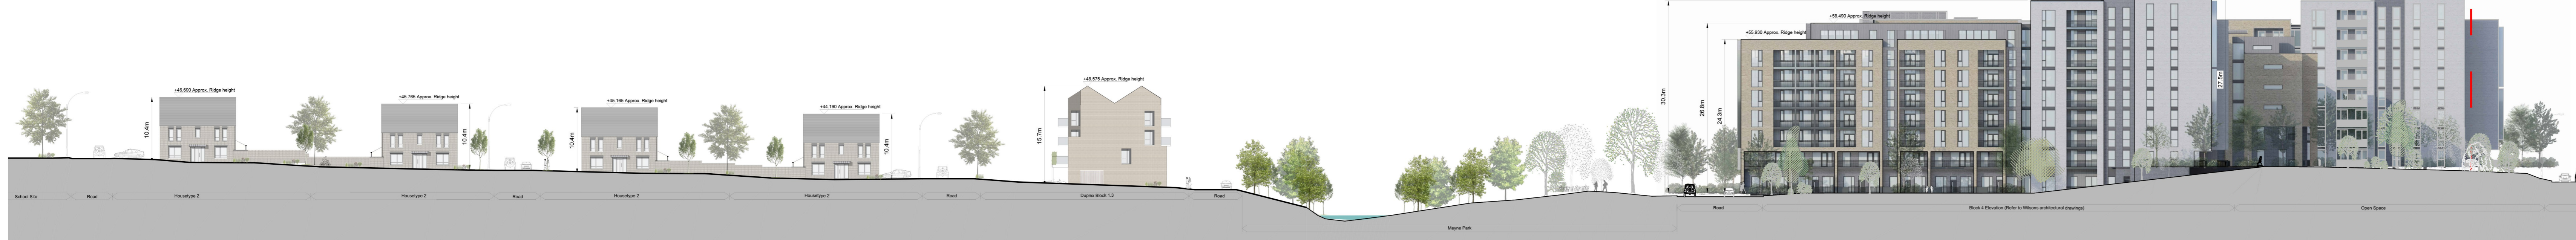 +46,690 Approx. Ridge height
10.4m
+45,765 Approx. Ridge height
10.4m
+45,165 Approx. Ridge height
10.4m
+44,190 Approx. Ridge height
10.4m
+48,575 Approx. Ridge height
15.7m
30.3m
26.8m
24.3m
+58,490 Approx. Ridge height
+55,930 Approx. Ridge height
27.5m
School Site
Road
Housetype 2
Housetype 2
Road
Housetype 2
Housetype 2
Road
Duplex Block 1.3
Road
Mayne Park
Road
Block 4 Elevation (Refer to Wilsons architectural drawings)
Open Space